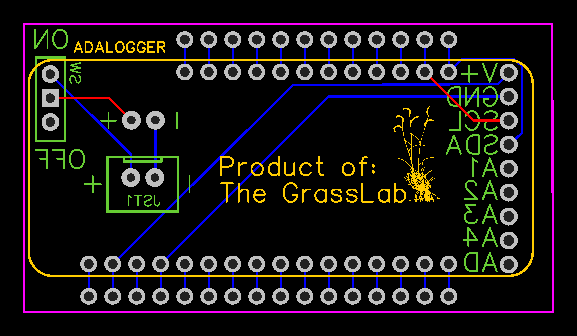 ON
ADALOGGER
SW
OFF
+
-
+
-
JST1
Product of:
The GrassLab
V+
GND
SCL
SDA
A1
A2
A3
A4
AD